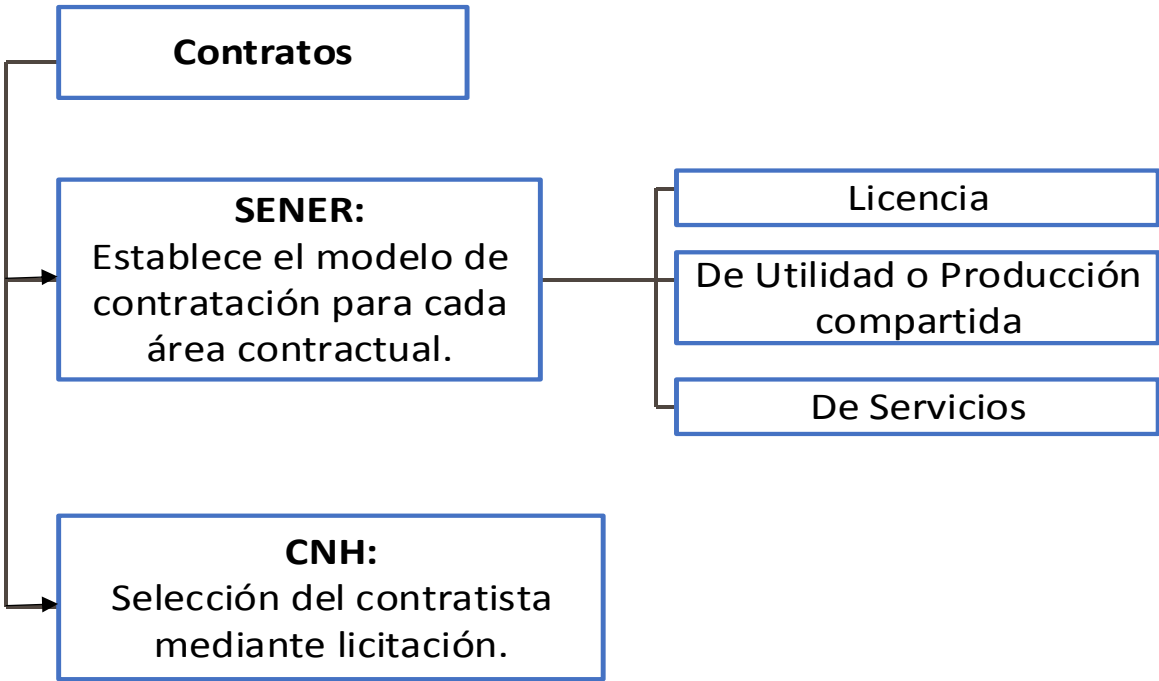 Contratos
SENER:
Establece el modelo de
contratación para cada
área contractual.
Licencia
De Utilidad o Producción
compartida
De Servicios
CNH:
Selección del contratista
mediante licitación.